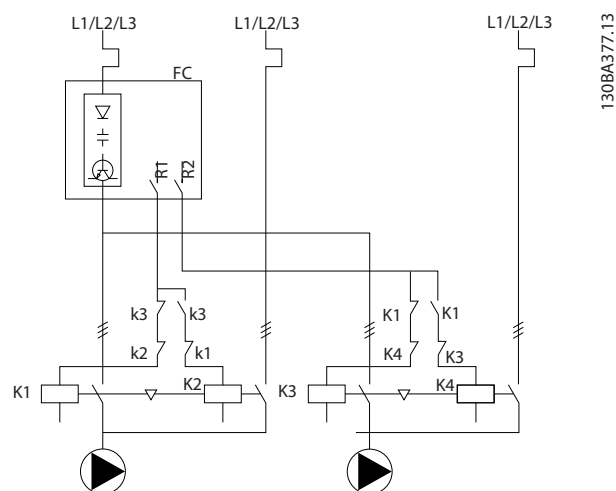 L1/L2/L3
L1/L2/L3
L1/L2/L3
130BA377.13
FC
R1
R2
k3
k3
K1
K1
k2
k1
K4
K3
K1
K2
K3
K4